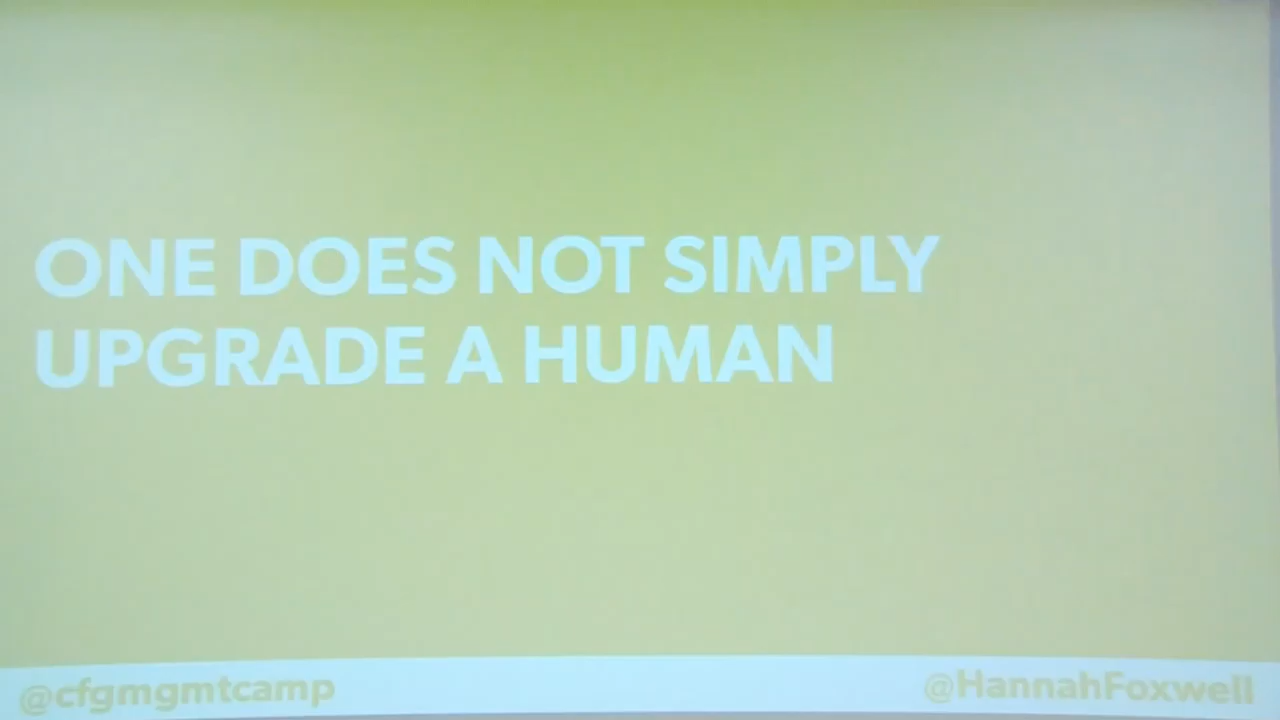 ONE DOES NOT SIMPLY
UPGRADE A HUMAN
@cfgmgmtcamp
@HannahFoxwell